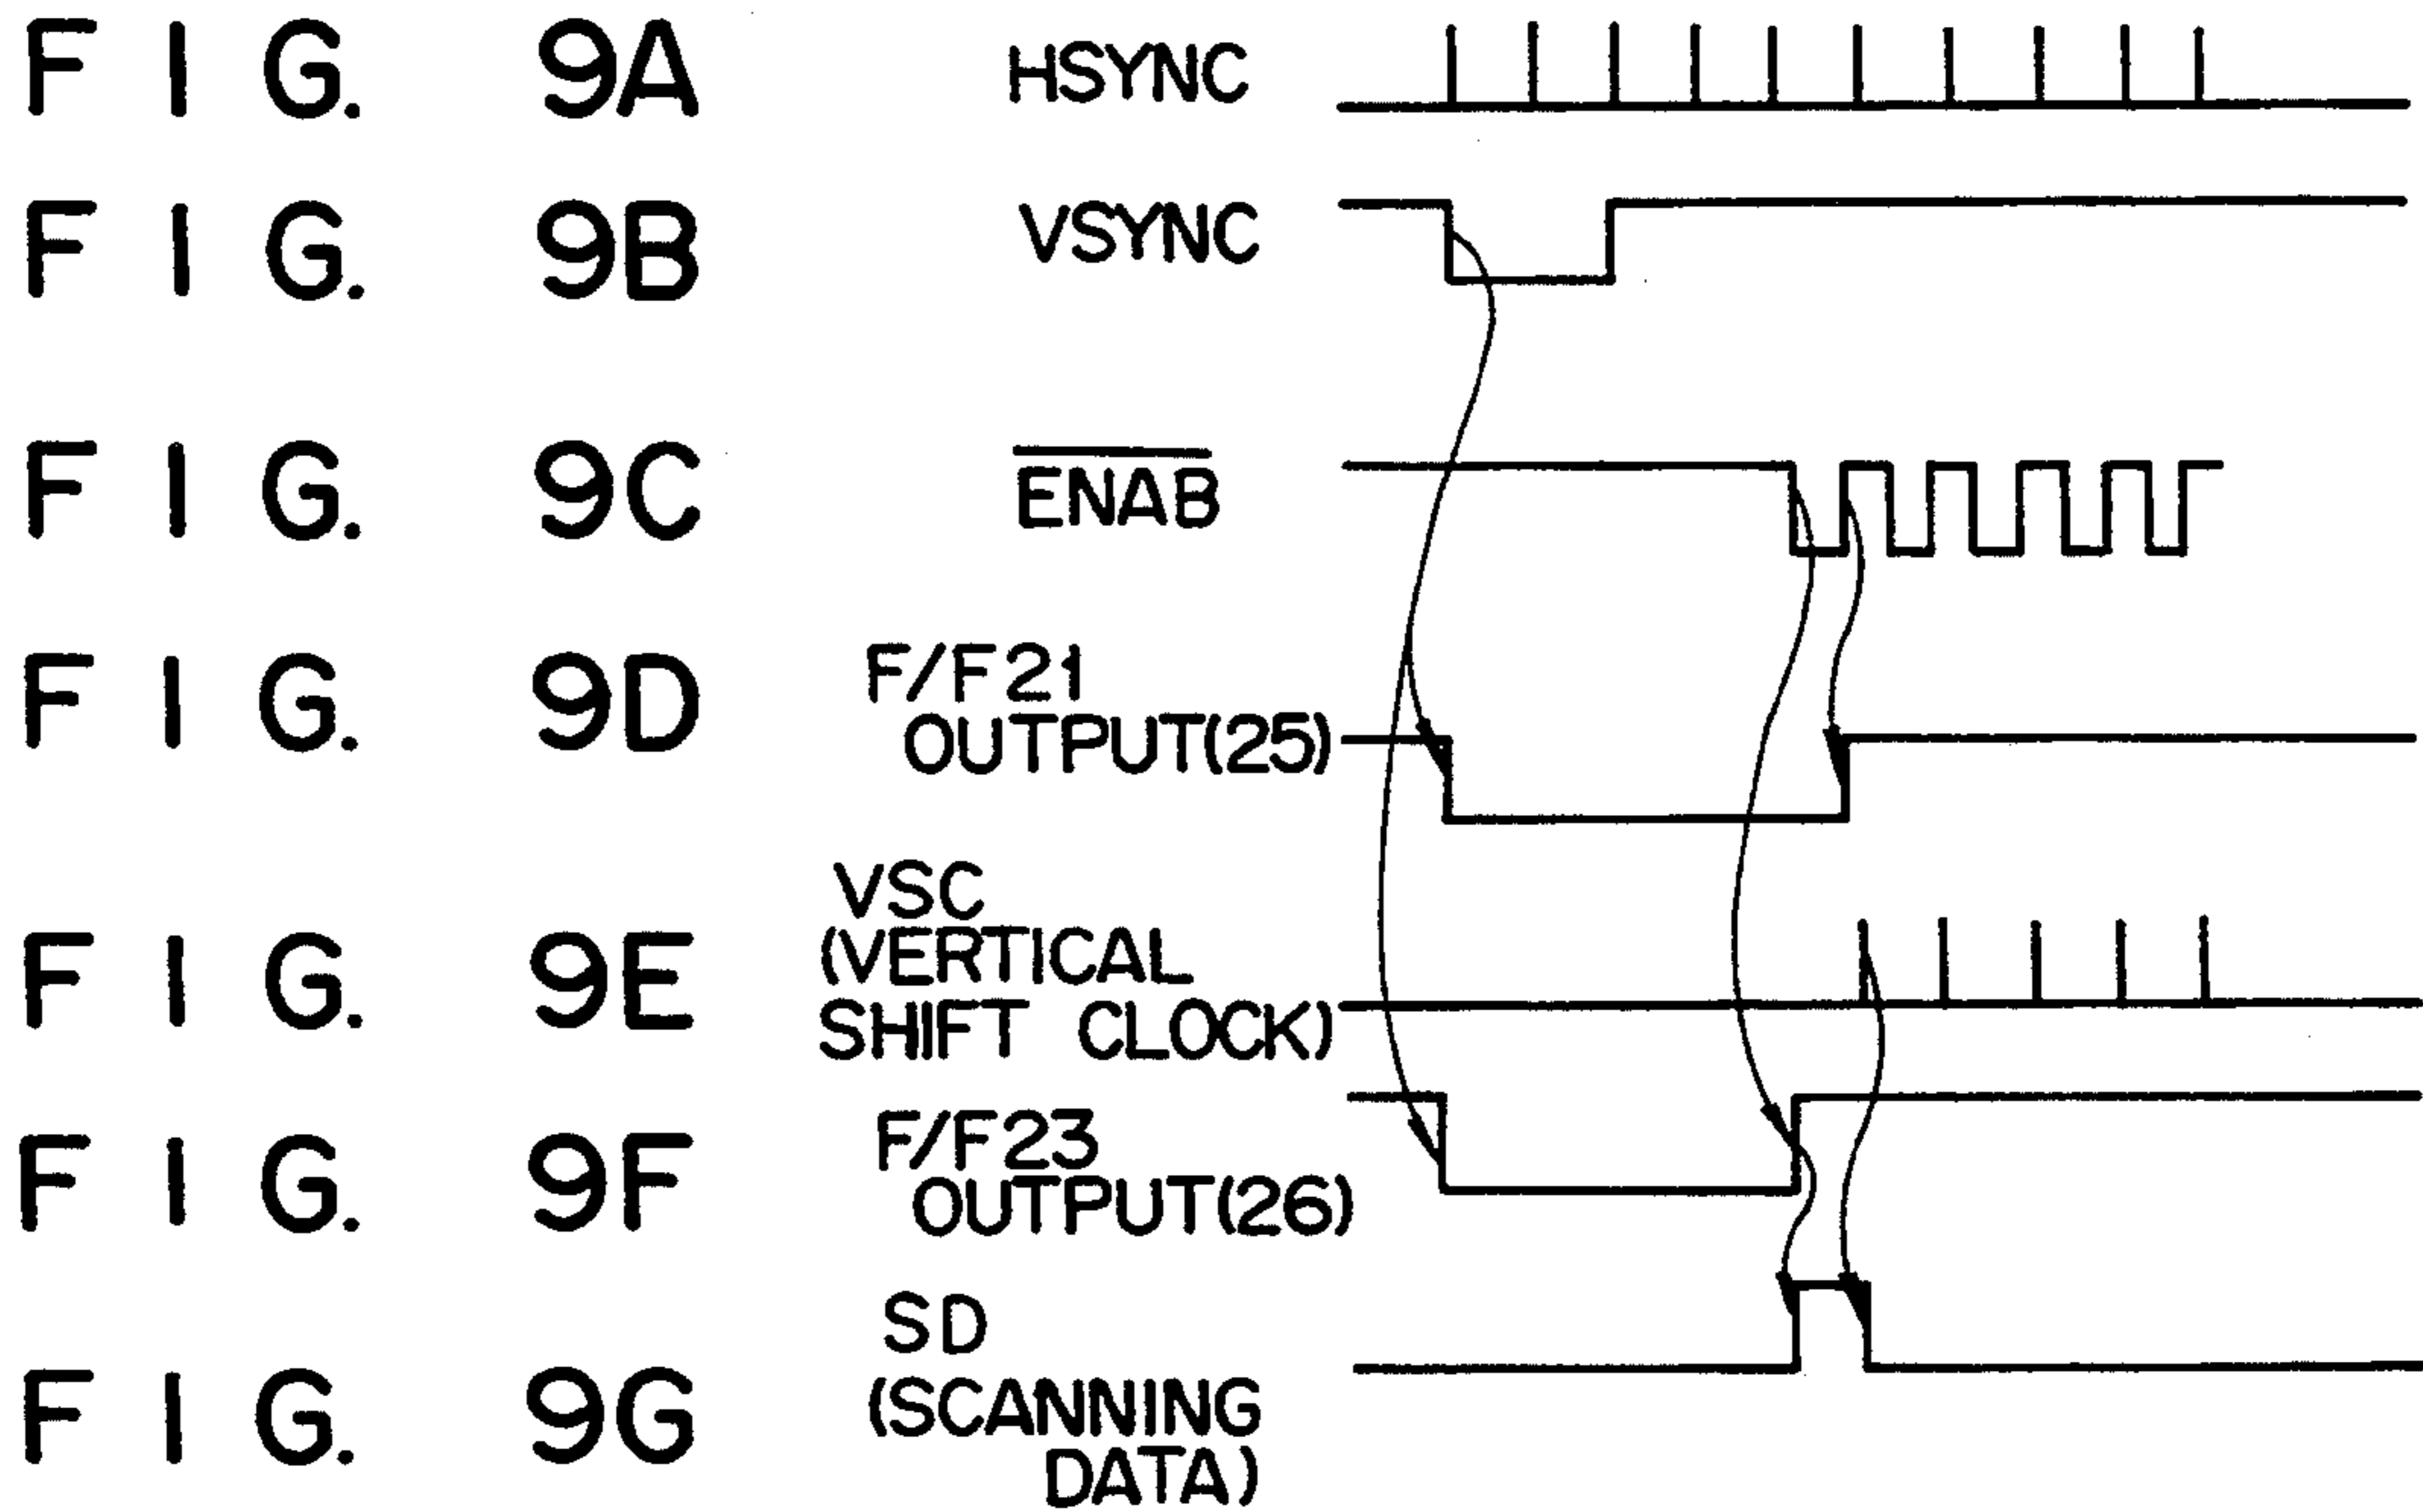 FIG. 9A HSYNC
FIG. 9B VSYNC
FIG. 9C E̅N̅A̅B̅
FIG. 9D F/F21
OUTPUT(25)
FIG. 9E VSC
(VERTICAL
SHIFT CLOCK)
FIG. 9F F/F23
OUTPUT(26)
FIG. 9G SD
(SCANNING
DATA)